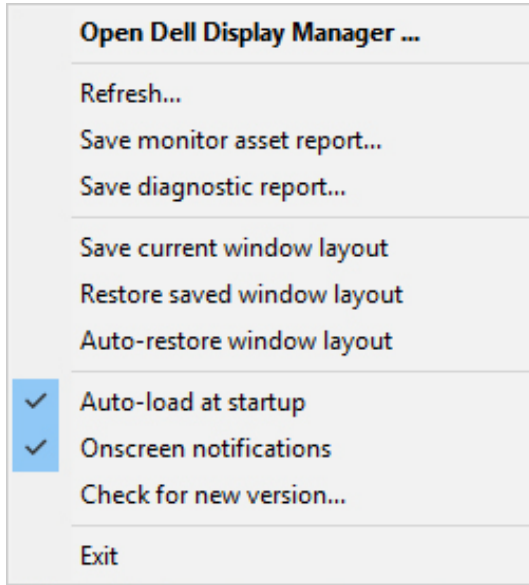 Open Dell Display Manager ...
Refresh...
Save monitor asset report...
Save diagnostic report...
Save current window layout
Restore saved window layout
Auto-restore window layout
Auto-load at startup
Onscreen notifications
Check for new version...
Exit